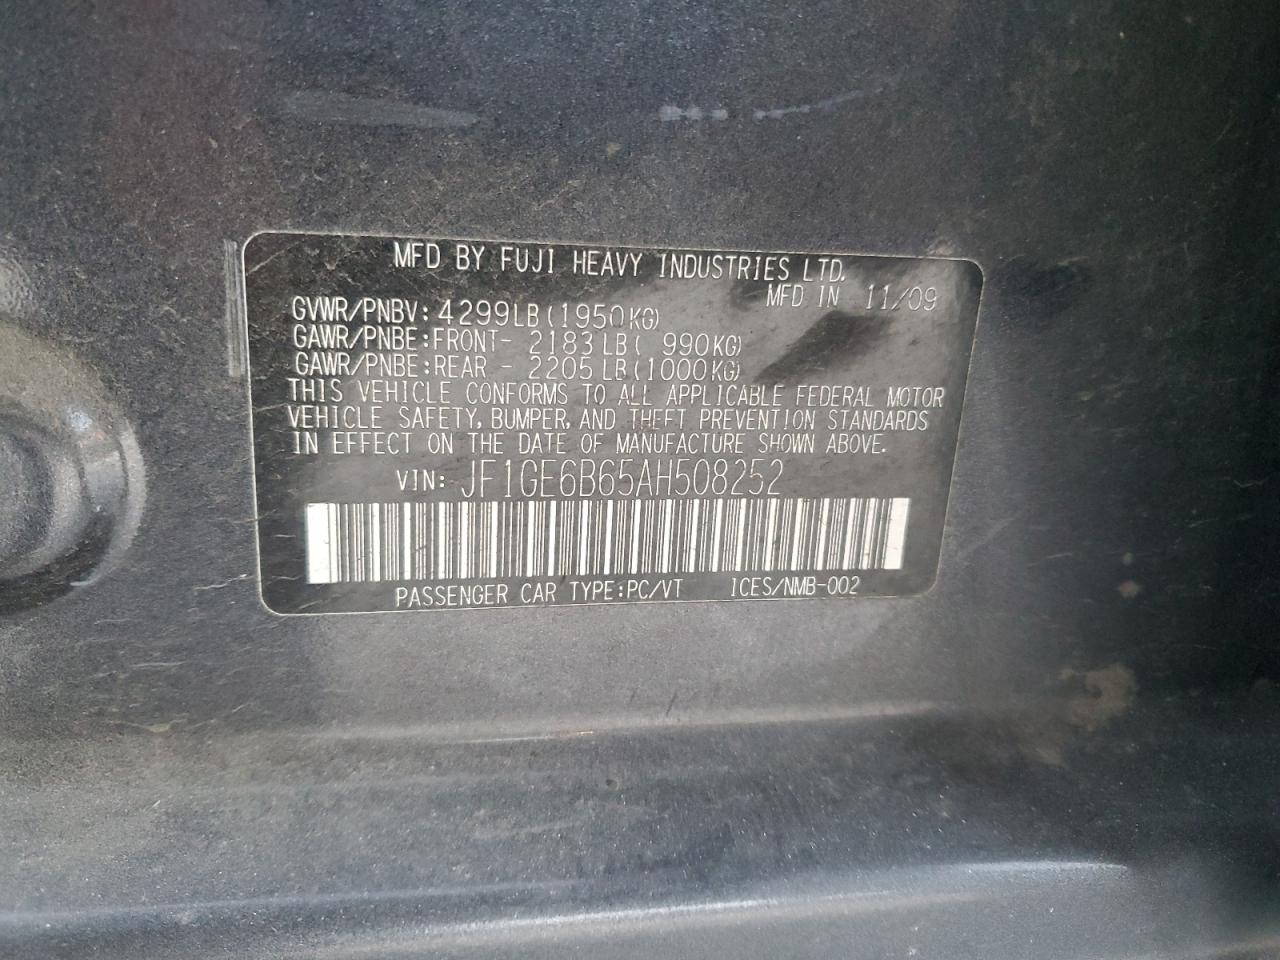 MFD BY FUJI HEAVY INDUSTRIES LTD.
MFD IN 11/09
GVWR/PNBV: 4299LB(1950KG)
GAWR/PNBE:FRONT- 2183LB( 990KG)
GAWR/PNBE:REAR - 2205LB(1000KG)
THIS VEHICLE CONFORMS TO ALL APPLICABLE FEDERAL MOTOR
VEHICLE SAFETY, BUMPER, AND THEFT PREVENTION STANDARDS
IN EFFECT ON THE DATE OF MANUFACTURE SHOWN ABOVE.
VIN: JF1GE6B65AH508252
PASSENGER CAR TYPE:PC/VT ICES/NMB-002